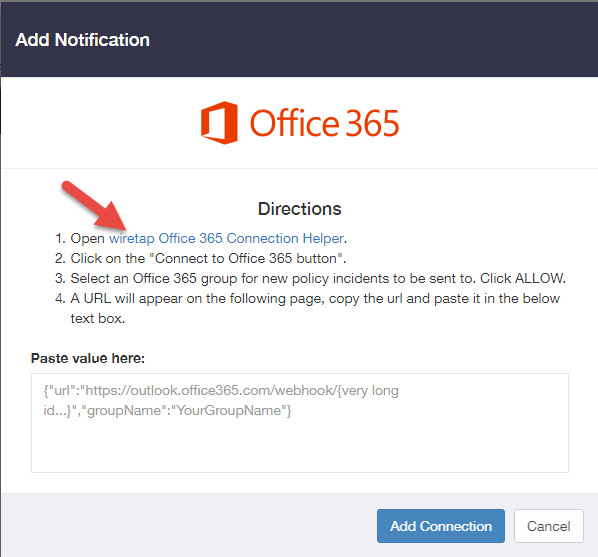 Add Notification
Office 365
Directions
1. Open wiretap Office 365 Connection Helper.
2. Click on the "Connect to Office 365 button".
3. Select an Office 365 group for new policy incidents to be sent to. Click ALLOW.
4. A URL will appear on the following page, copy the url and paste it in the below
text box.
Paste value here:
{"url":"https://outlook.office365.com/webhook/{very long
id...}","groupName":"YourGroupName"}
Add Connection
Cancel